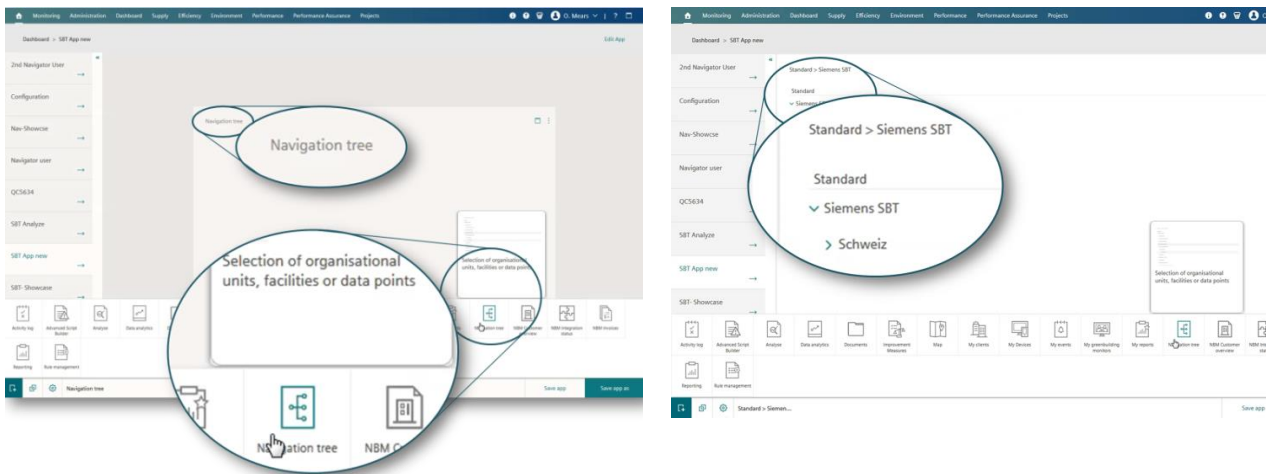 Monitoring Administration Dashboard Supply Efficiency Environment Performance Performance Assurance Projects
O. Mears
?
Dashboard > SBT App new
Edit App
2nd Navigator User
Configuration
Nav-Showcse
Navigator user
QC5634
SBT Analyze
SBT App new
SBT- Showcase
Navigation tree
Navigation tree
Selection of organisational
units, facilities or data points
Selection of organisational
units, facilities or data points
Activity log
Advanced Script
Builder
Analyze
Data analytics
NBM Customer
overview
NBM Integration
status
NBM Invoices
Reporting
Rule management
Navigation tree
NBM C
Navigation tree
Save app
Save app as
Monitoring Administration Dashboard Supply Efficiency Environment Performance Performance Assurance Projects
Dashboard > SBT App new
2nd Navigator User
Configuration
Nav-Showcse
Navigator user
QC5634
SBT Analyze
SBT App new
SBT- Showcase
Standard > Siemens SBT
Standard
Standard > Siemens SBT
Standard
Siemens SBT
Schweiz
Selection of organisational
units, facilities or data points
Activity log
Advanced Script
Builder
Analyze
Data analytics
Documents
Improvement
Measures
Map
My clients
My Devices
My events
My greenbuilding
monitors
My reports
Navigation tree
NBM Customer
overview
Reporting
Rule management
Standard > Siemen...
Save app